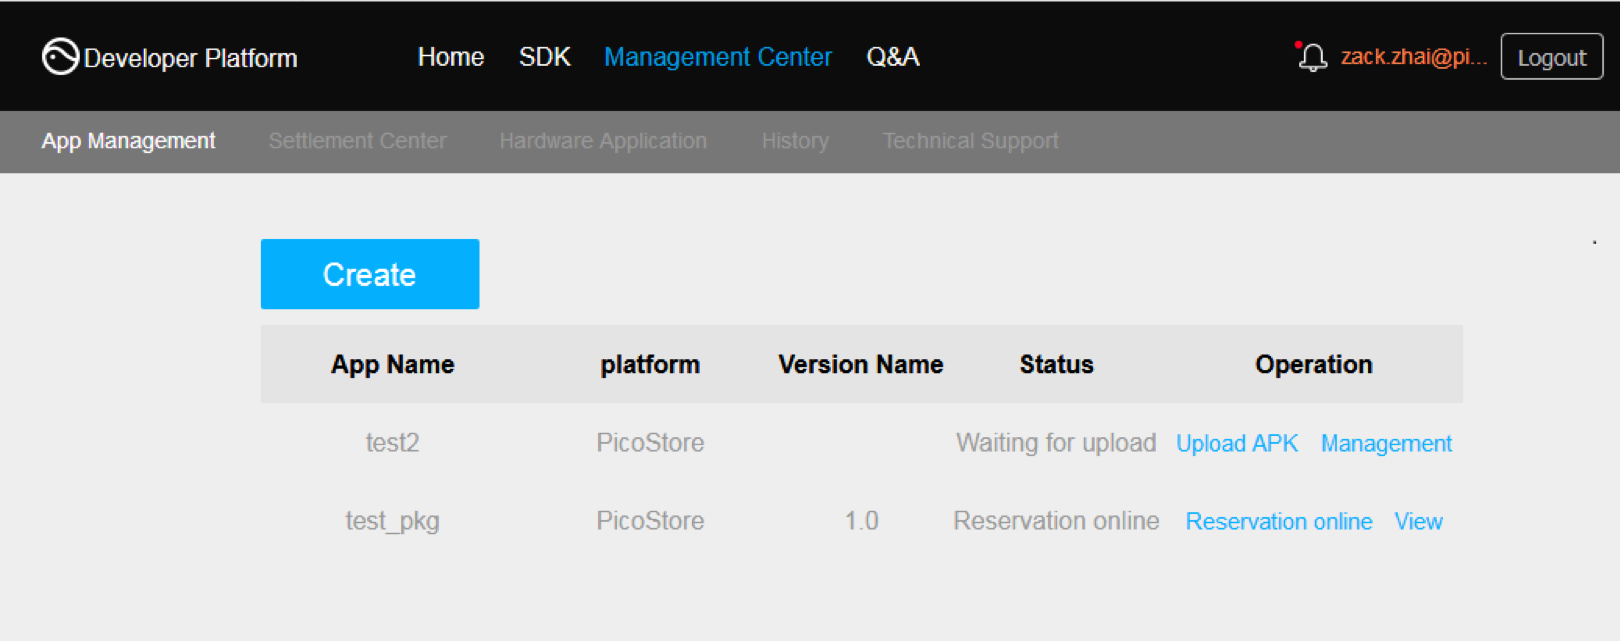 Developer Platform Home SDK Management Center Q&A zack.zhai@pi... Logout
App Management Settlement Center Hardware Application History Technical Support
Create
App Name platform Version Name Status Operation
test2 PicoStore Waiting for upload Upload APK Management
test_pkg PicoStore 1.0 Reservation online Reservation online View